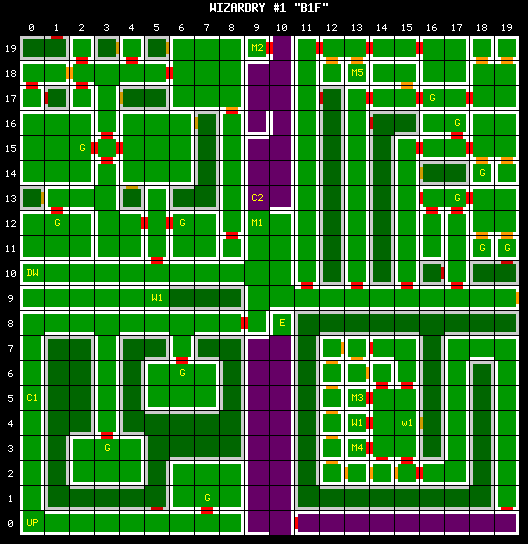 WIZARDRY #1 "B1F"
0 1 2 3 4 5 6 7 8 9 10 11 12 13 14 15 16 17 18 19
19 M2
18 M5
17 G
16 G
15 G
14 G
13 C2 G
12 G G M1
11 G G
10 DW
9 W1
8 E
7
6 G
5 C1 M3
4 W1 w1
3 G M4
2
1 G
0 UP